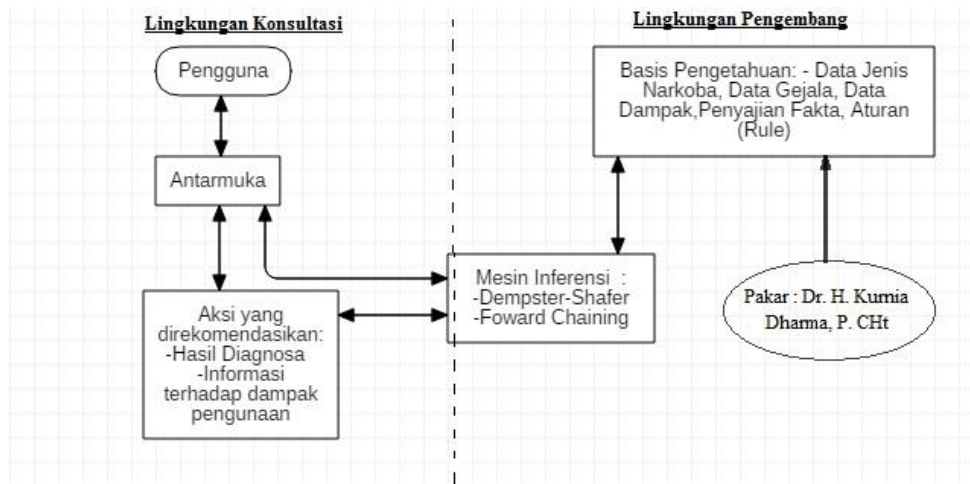 Lingkungan Konsultasi
Pengguna
Antarmuka
Aksi yang
direkomendasikan:
-Hasil Diagnosa
-Informasi
terhadap dampak
pengunaan
Lingkungan Pengembang
Basis Pengetahuan: - Data Jenis
Narkoba, Data Gejala, Data
Dampak,Penyajian Fakta, Aturan
(Rule)
Mesin Inferensi :
-Dempster-Shafer
-Foward Chaining
Pakar : Dr. H. Kurnia
Dharma, P. CHt